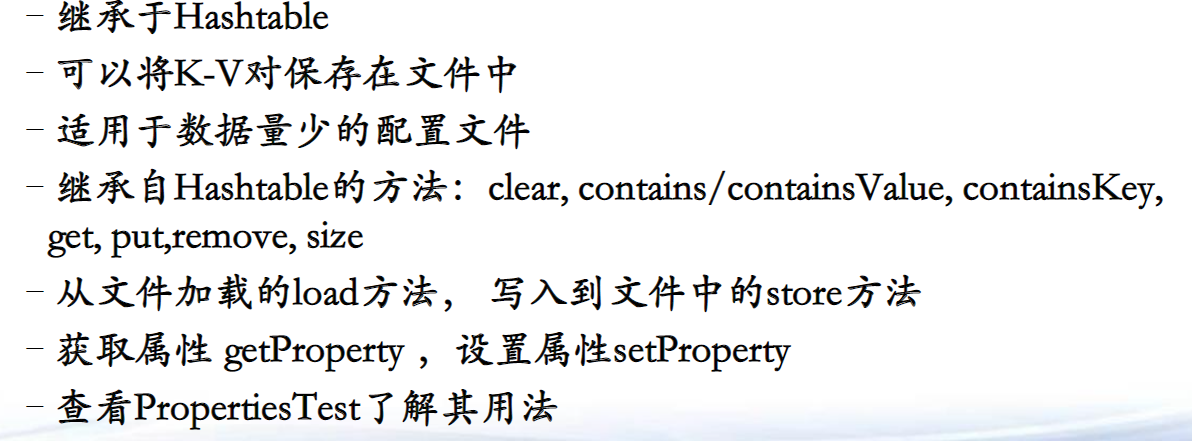 – 继承于Hashtable
– 可以将K-V对保存在文件中
– 适用于数据量少的配置文件
– 继承自Hashtable的方法：clear, contains/containsValue, containsKey,
get, put,remove, size
– 从文件加载的load方法， 写入到文件中的store方法
– 获取属性 getProperty ，设置属性setProperty
– 查看PropertiesTest了解其用法